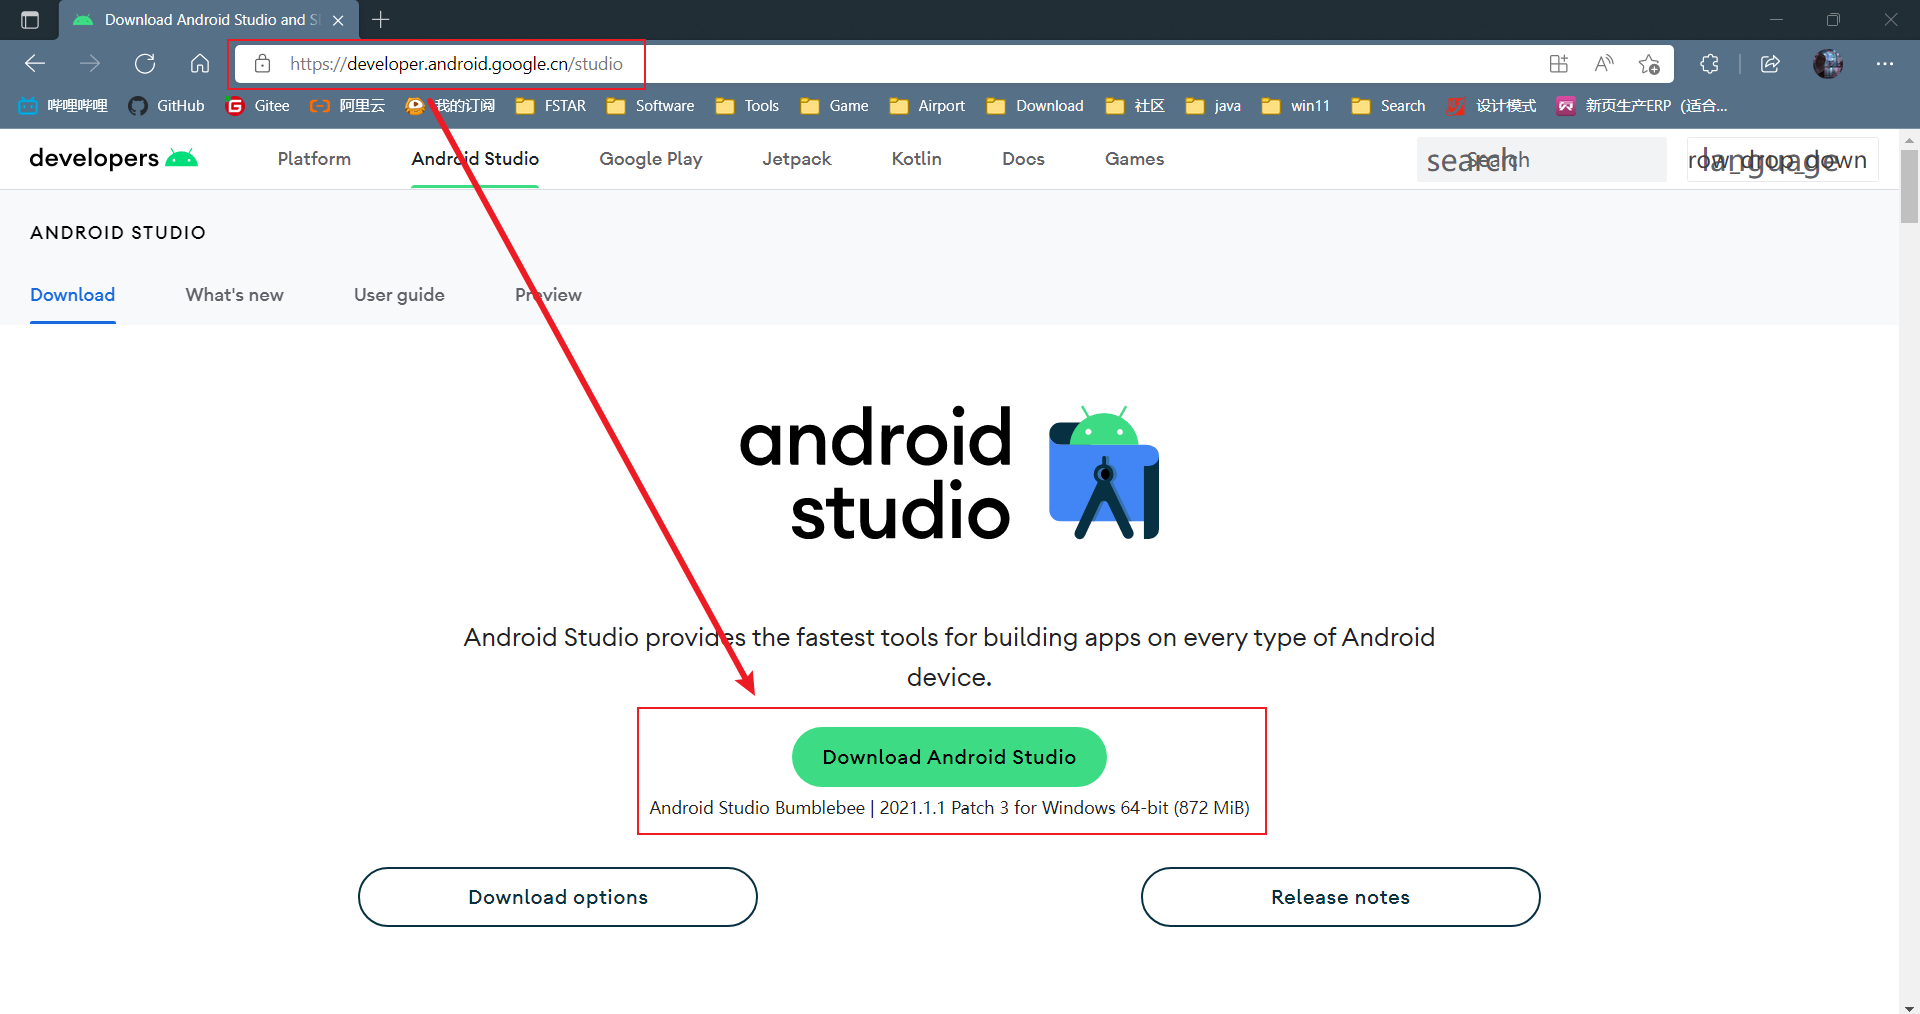 Download Android Studio and S
https://developer.android.google.cn/studio
哔哩哔哩 GitHub Gitee 阿里云 我的订阅 FSTAR Software Tools Game Airport Download 社区 java win11 Search 设计模式 新页生产ERP (适合...
developers Platform Android Studio Google Play Jetpack Kotlin Docs Games search Search row_drop_down language
ANDROID STUDIO
Download What's new User guide Preview
android
studio
Android Studio provides the fastest tools for building apps on every type of Android
device.
Download Android Studio
Android Studio Bumblebee | 2021.1.1 Patch 3 for Windows 64-bit (872 MiB)
Download options Release notes